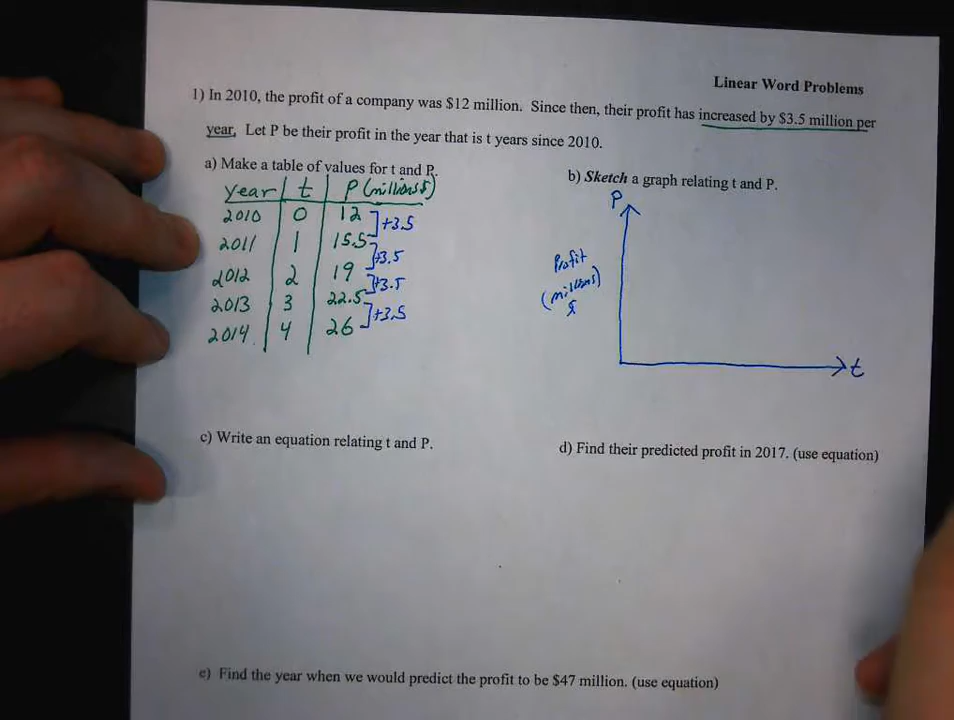 Linear Word Problems
1) In 2010, the profit of a company was $12 million. Since then, their profit has increased by $3.5 million per
year. Let P be their profit in the year that is t years since 2010.
a) Make a table of values for t and P.
year t P (millions $)
2010 0 12
+3.5
2011 1 15.5
+3.5
2012 2 19
+3.5
2013 3 22.5
+3.5
2014 4 26
b) Sketch a graph relating t and P.
P
Profit
(millions)
$
t
c) Write an equation relating t and P.
d) Find their predicted profit in 2017. (use equation)
e) Find the year when we would predict the profit to be $47 million. (use equation)